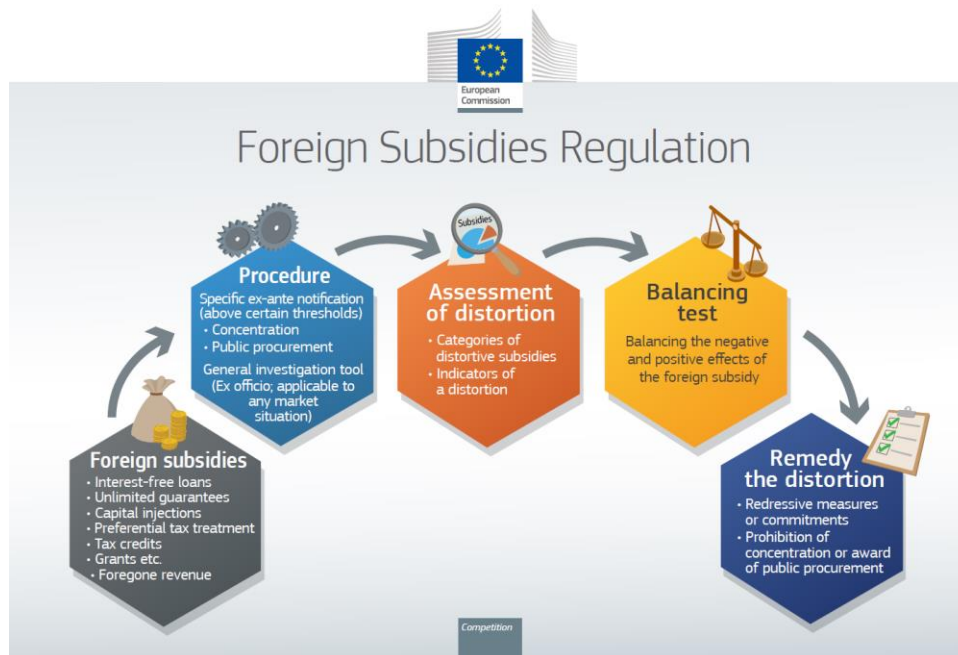 European
Commission
Foreign Subsidies Regulation
Foreign subsidies
• Interest-free loans
• Unlimited guarantees
• Capital injections
• Preferential tax treatment
• Tax credits
• Grants etc.
• Foregone revenue
Procedure
Specific ex-ante notification
(above certain thresholds)
• Concentration
• Public procurement
General investigation tool
(Ex officio; applicable to
any market
situation)
Subsidies
Assessment
of distortion
• Categories of
distortive subsidies
• Indicators of
a distortion
Balancing
test
Balancing the negative
and positive effects of
the foreign subsidy
Remedy
the distortion
• Redressive measures
or commitments
• Prohibition of
concentration or award
of public procurement
Competition